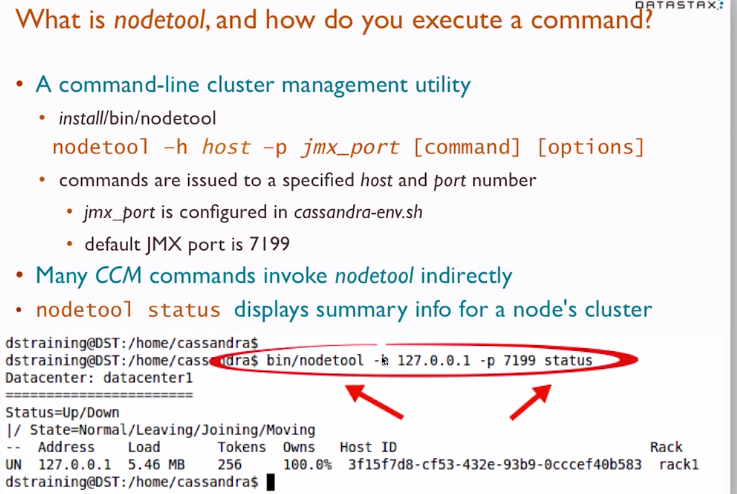 DATASTAX
What is nodetool, and how do you execute a command?
• A command-line cluster management utility
• install/bin/nodetool
nodetool –h host –p jmx_port [command] [options]
• commands are issued to a specified host and port number
• jmx_port is configured in cassandra-env.sh
• default JMX port is 7199
• Many CCM commands invoke nodetool indirectly
• nodetool status displays summary info for a node's cluster
dstraining@DST:/home/cassandra$
dstraining@DST:/home/cassandra$ bin/nodetool -h 127.0.0.1 -p 7199 status
Datacenter: datacenter1
=======================
Status=Up/Down
|/ State=Normal/Leaving/Joining/Moving
-- Address Load Tokens Owns Host ID Rack
UN 127.0.0.1 5.46 MB 256 100.0% 3f15f7d8-cf53-432e-93b9-0cccef40b583 rack1
dstraining@DST:/home/cassandra$